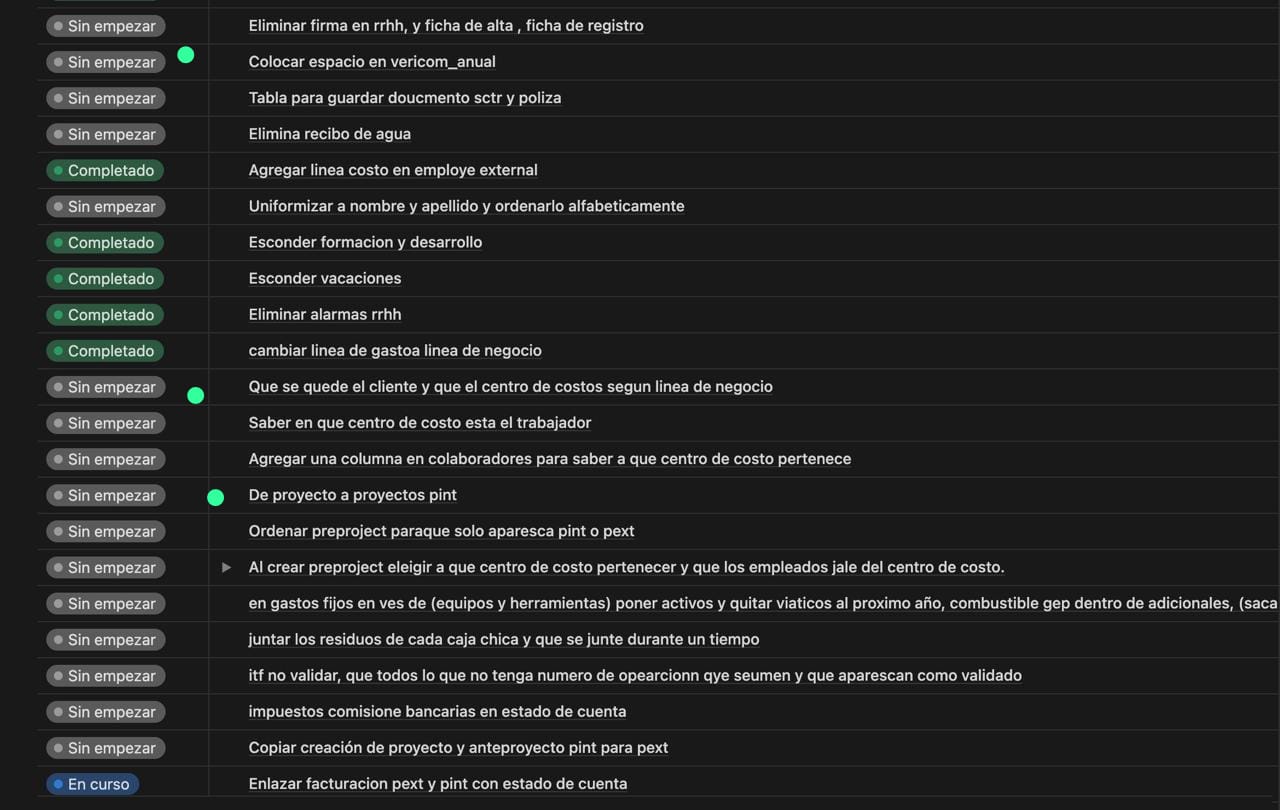 Sin empezar Eliminar firma en rrhh, y ficha de alta , ficha de registro
Sin empezar Colocar espacio en vericom_anual
Sin empezar Tabla para guardar doucmento sctr y poliza
Sin empezar Elimina recibo de agua
Completado Agregar linea costo en employe external
Sin empezar Uniformizar a nombre y apellido y ordenarlo alfabeticamente
Completado Esconder formacion y desarrollo
Completado Esconder vacaciones
Completado Eliminar alarmas rrhh
Completado cambiar linea de gastoa linea de negocio
Sin empezar Que se quede el cliente y que el centro de costos segun linea de negocio
Sin empezar Saber en que centro de costo esta el trabajador
Sin empezar Agregar una columna en colaboradores para saber a que centro de costo pertenece
Sin empezar De proyecto a proyectos pint
Sin empezar Ordenar preproject paraque solo aparesca pint o pext
Sin empezar Al crear preproject eleigir a que centro de costo pertenecer y que los empleados jale del centro de costo.
Sin empezar en gastos fijos en ves de (equipos y herramientas) poner activos y quitar viaticos al proximo año, combustible gep dentro de adicionales, (saca
Sin empezar juntar los residuos de cada caja chica y que se junte durante un tiempo
Sin empezar itf no validar, que todos lo que no tenga numero de opearcionn qye seumen y que aparescan como validado
Sin empezar impuestos comisione bancarias en estado de cuenta
Sin empezar Copiar creación de proyecto y anteproyecto pint para pext
En curso Enlazar facturacion pext y pint con estado de cuenta